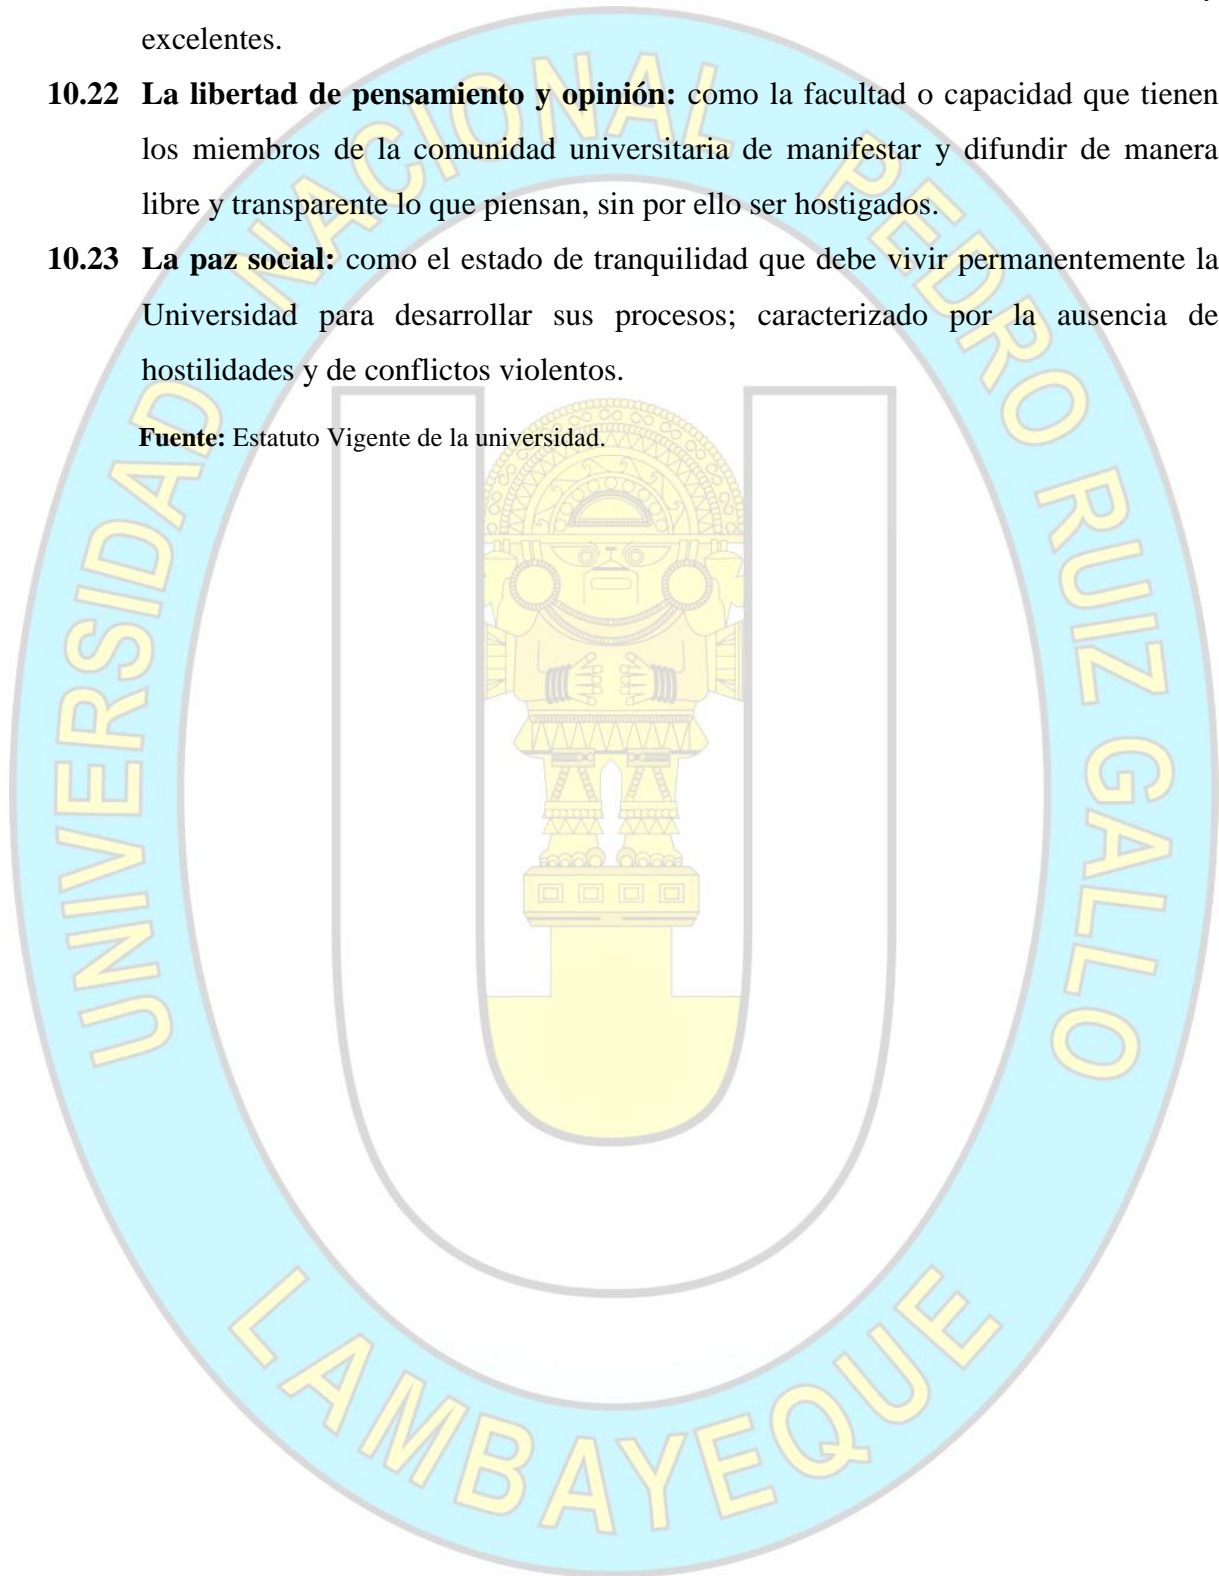 excelentes.
10.22 La libertad de pensamiento y opinión: como la facultad o capacidad que tienen
los miembros de la comunidad universitaria de manifestar y difundir de manera
libre y transparente lo que piensan, sin por ello ser hostigados.
10.23 La paz social: como el estado de tranquilidad que debe vivir permanentemente la
Universidad para desarrollar sus procesos; caracterizado por la ausencia de
hostilidades y de conflictos violentos.
Fuente: Estatuto Vigente de la universidad.
UNIVERSIDAD NACIONAL PEDRO RUIZ GALLO
LAMBAYEQUE